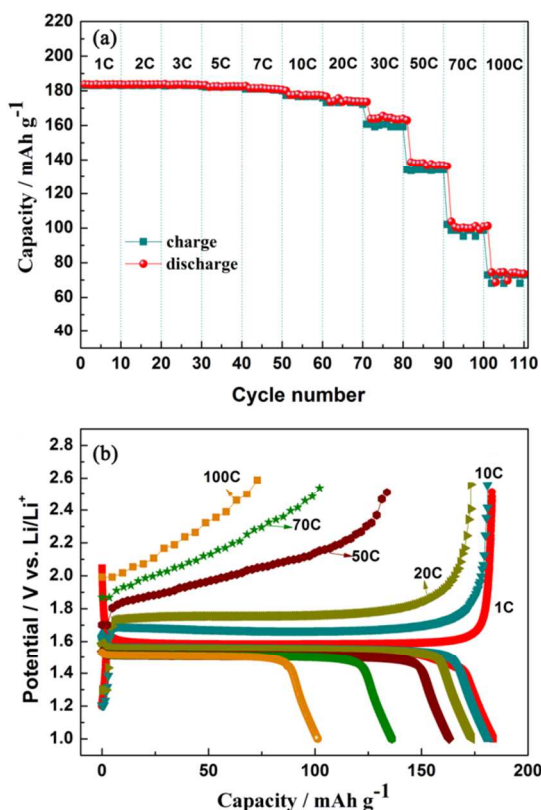 (a)
1C 2C 3C 5C 7C 10C 20C 30C 50C 70C 100C
Capacity / mAh g-1
220
200
180
160
140
120
100
80
60
40
charge
discharge
0 10 20 30 40 50 60 70 80 90 100 110
Cycle number
(b)
Potential / V vs. Li/Li+
2.8
2.6
2.4
2.2
2.0
1.8
1.6
1.4
1.2
1.0
100C
70C
50C
10C
20C
1C
0 50 100 150 200
Capacity / mAh g-1